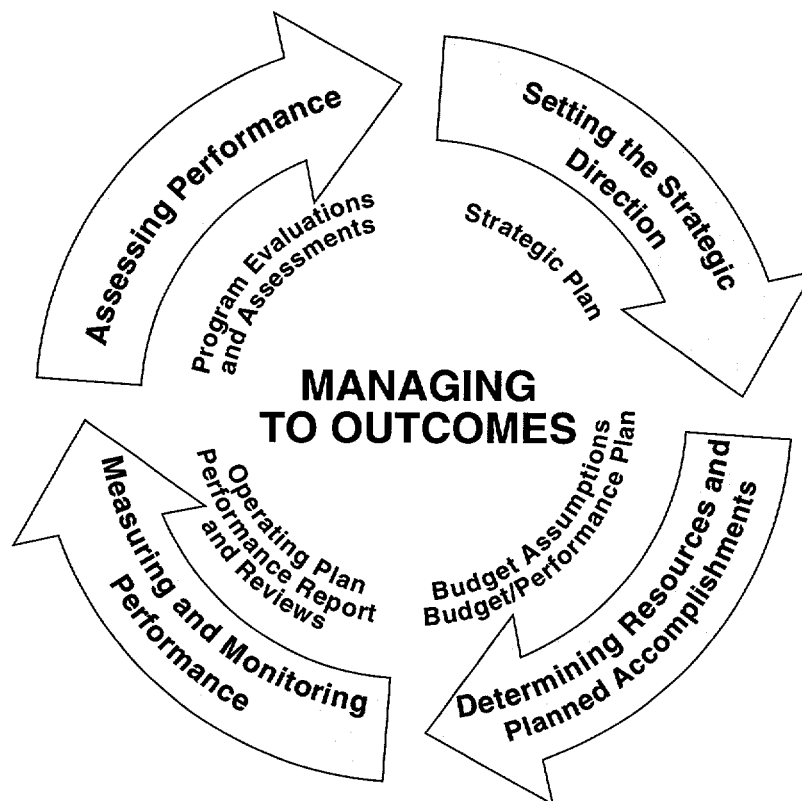 Setting the Strategic
Direction
Strategic Plan
Determining Resources and
Planned Accomplishments
Budget Assumptions
Budget/Performance Plan
Measuring and Monitoring
Performance
Operating Plan
Performance Report
and Reviews
Assessing Performance
Program Evaluations
and Assessments
MANAGING
TO OUTCOMES